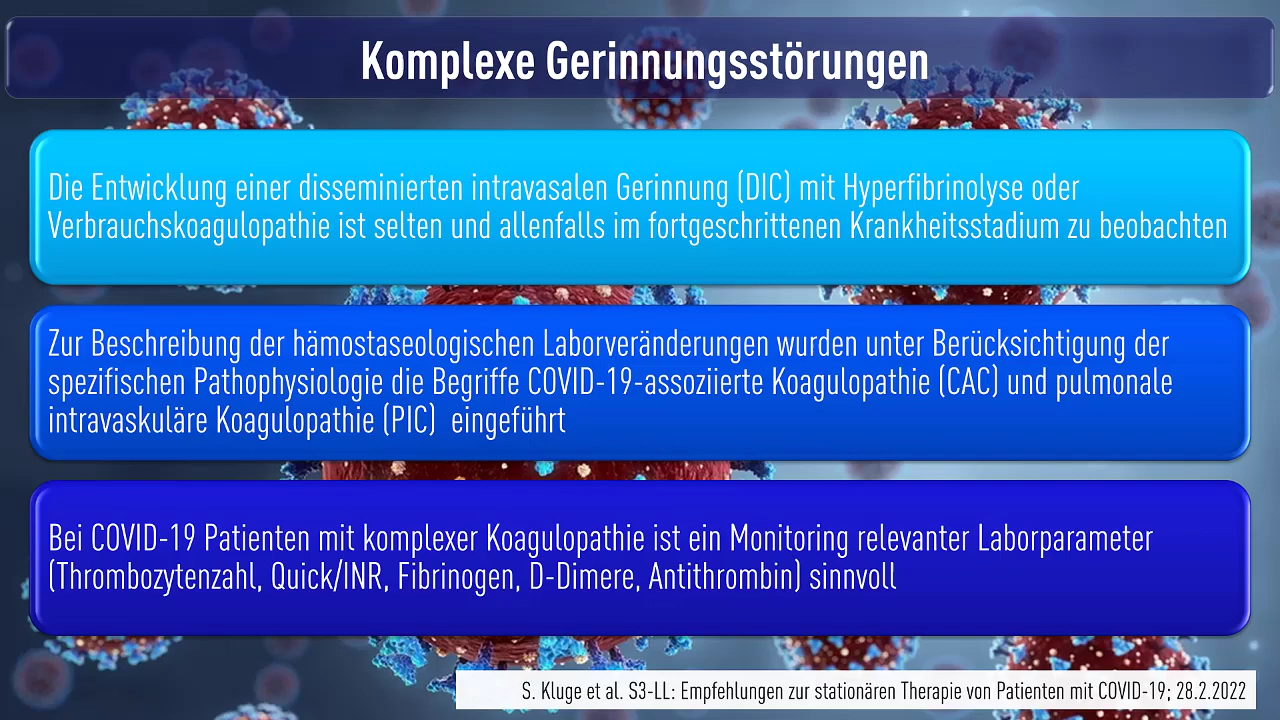 Komplexe Gerinnungsstörungen
Die Entwicklung einer disseminierten intravasalen Gerinnung (DIC) mit Hyperfibrinolyse oder
Verbrauchskoagulopathie ist selten und allenfalls im fortgeschrittenen Krankheitsstadium zu beobachten
Zur Beschreibung der hämostaseologischen Laborveränderungen wurden unter Berücksichtigung der
spezifischen Pathophysiologie die Begriffe COVID-19-assoziierte Koagulopathie (CAC) und pulmonale
intravaskuläre Koagulopathie (PIC) eingeführt
Bei COVID-19 Patienten mit komplexer Koagulopathie ist ein Monitoring relevanter Laborparameter
(Thrombozytenzahl, Quick/INR, Fibrinogen, D-Dimere, Antithrombin) sinnvoll
S. Kluge et al. S3-LL: Empfehlungen zur stationären Therapie von Patienten mit COVID-19; 28.2.2022